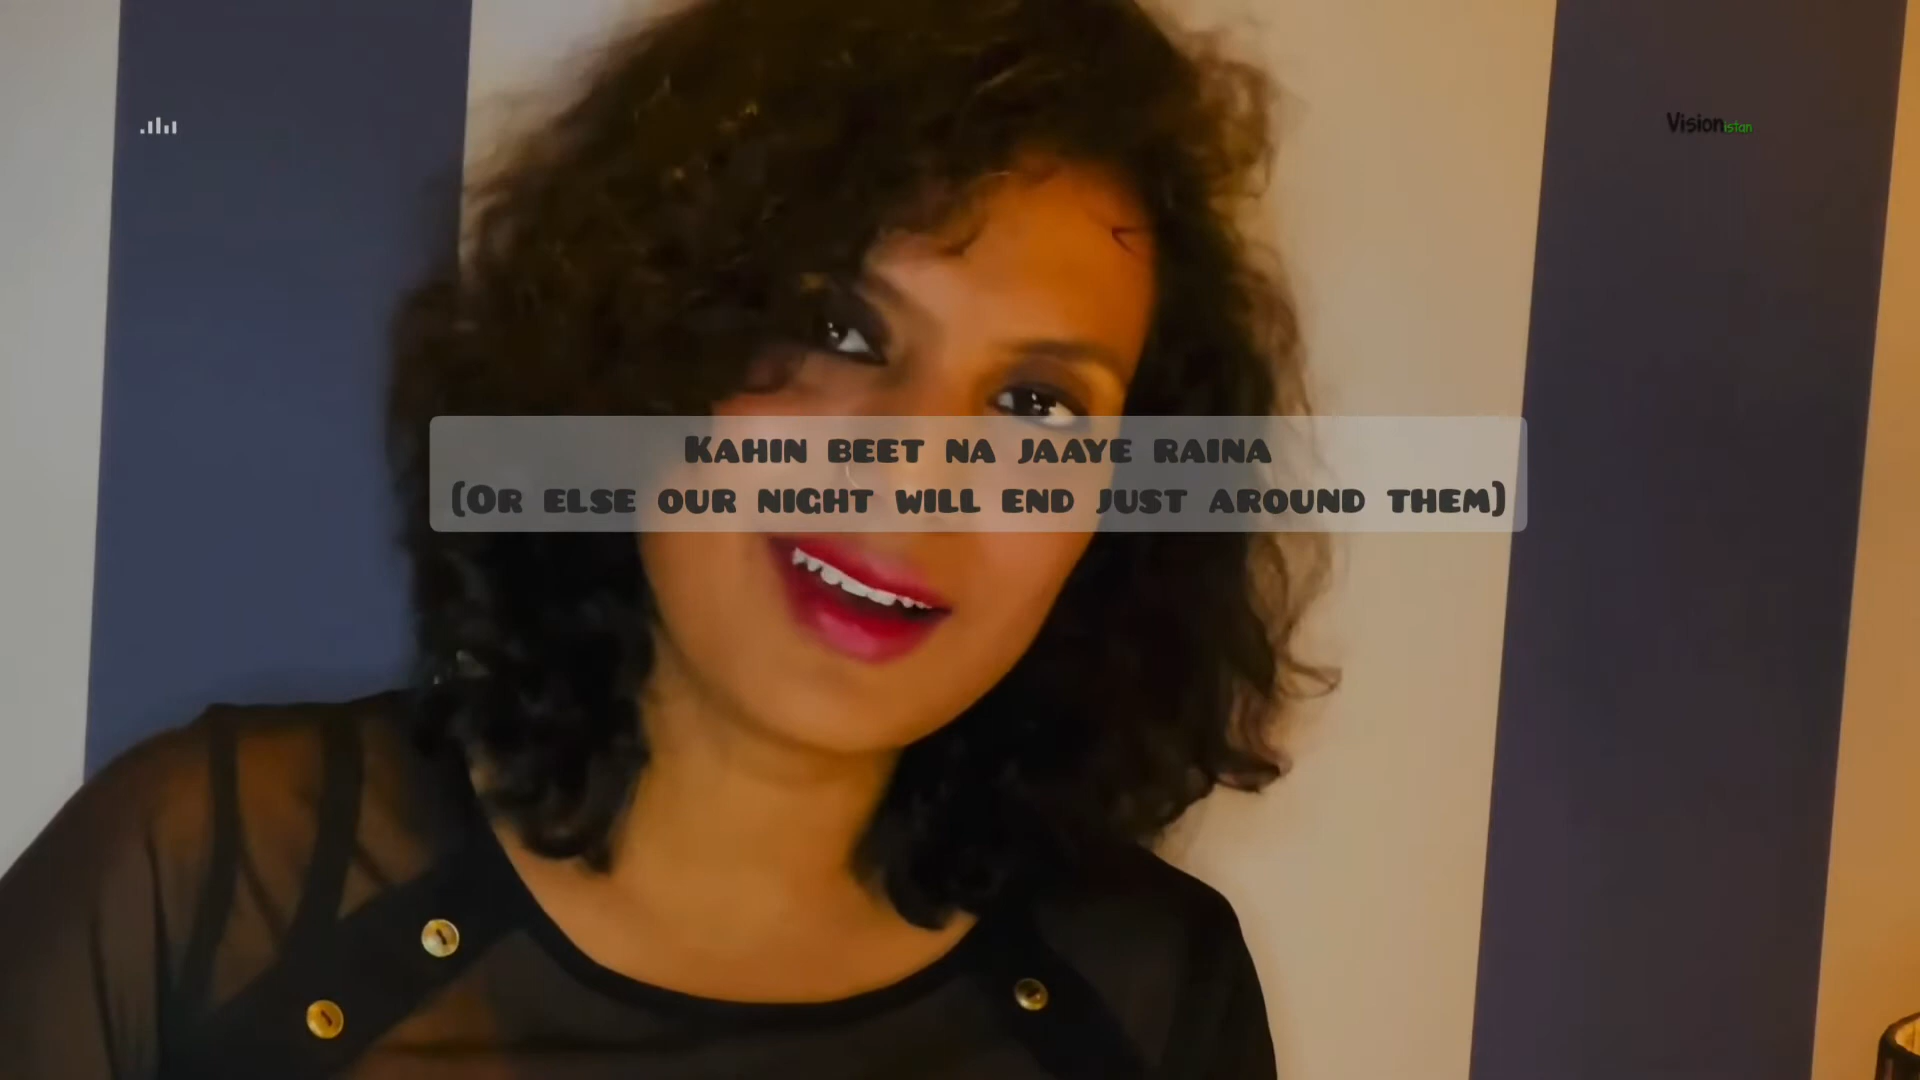 Visionistan
Kahin beet na jaaye raina
(Or else our night will end just around them)